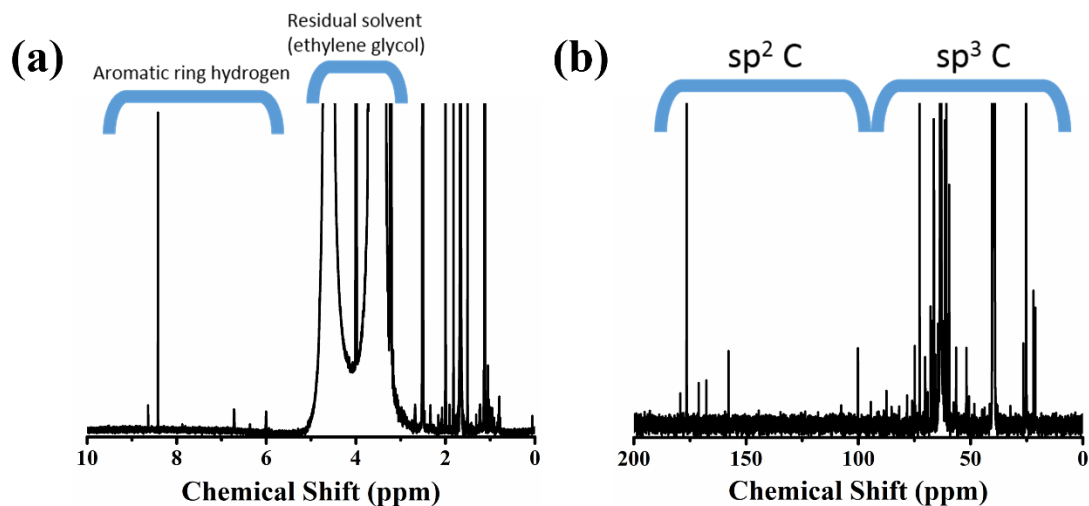 (a)
Residual solvent
(ethylene glycol)
Aromatic ring hydrogen
10 8 6 4 2 0
Chemical Shift (ppm)
(b)
sp² C sp³ C
200 150 100 50 0
Chemical Shift (ppm)